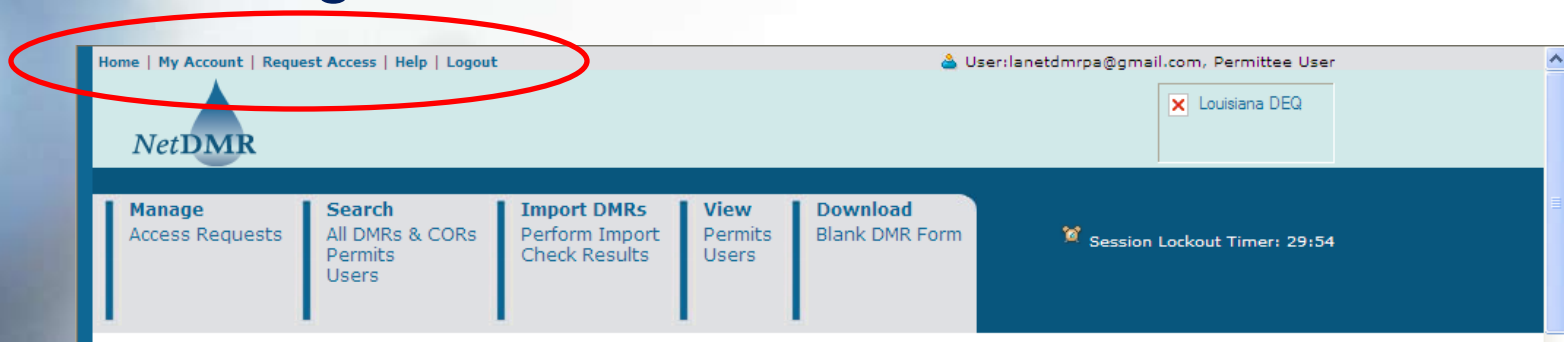 Home | My Account | Request Access | Help | Logout
User:lanetdmrpa@gmail.com, Permittee User
Louisiana DEQ
NetDMR
Manage
Access Requests
Search
All DMRs & CORs
Permits
Users
Import DMRs
Perform Import
Check Results
View
Permits
Users
Download
Blank DMR Form
Session Lockout Timer: 29:54